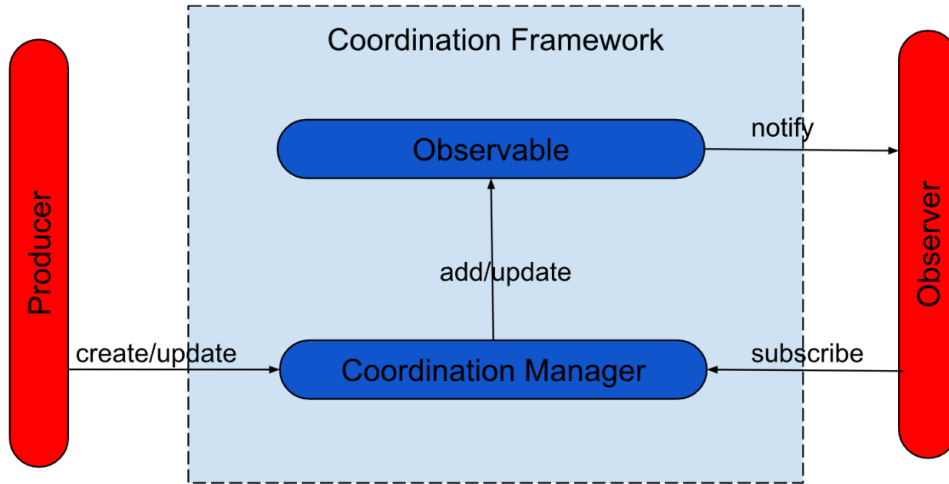 Coordination Framework
Producer
Observable
notify
Observer
add/update
create/update
Coordination Manager
subscribe